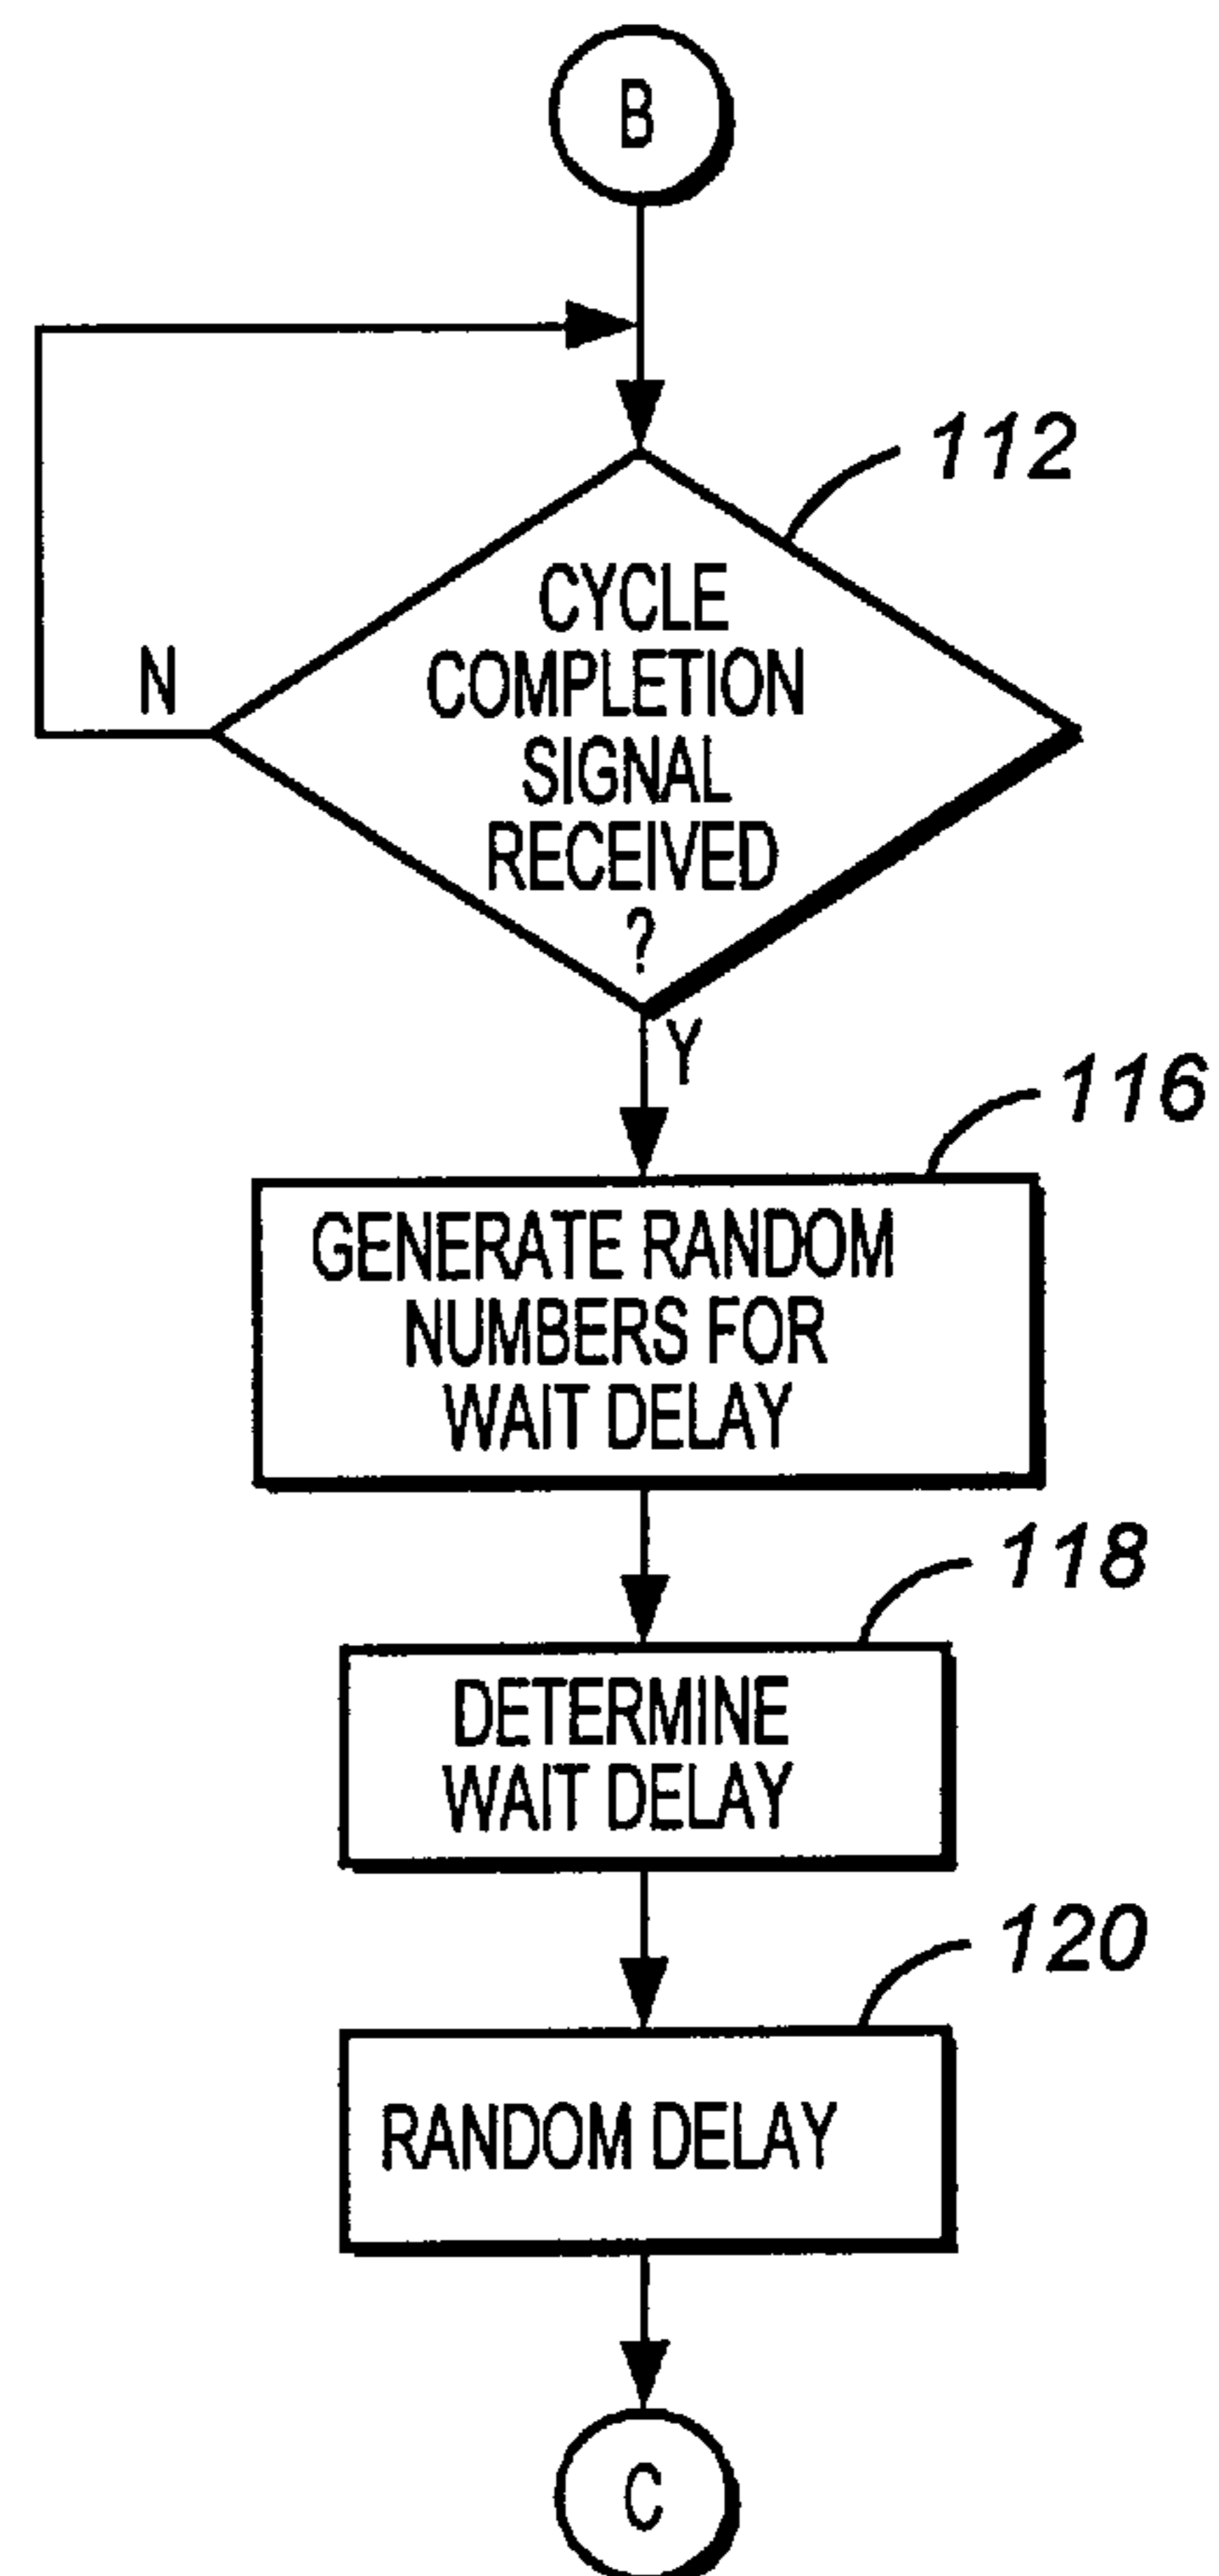 B
112
CYCLE
COMPLETION
SIGNAL
RECEIVED
?
N
Y
116
GENERATE RANDOM
NUMBERS FOR
WAIT DELAY
118
DETERMINE
WAIT DELAY
120
RANDOM DELAY
C